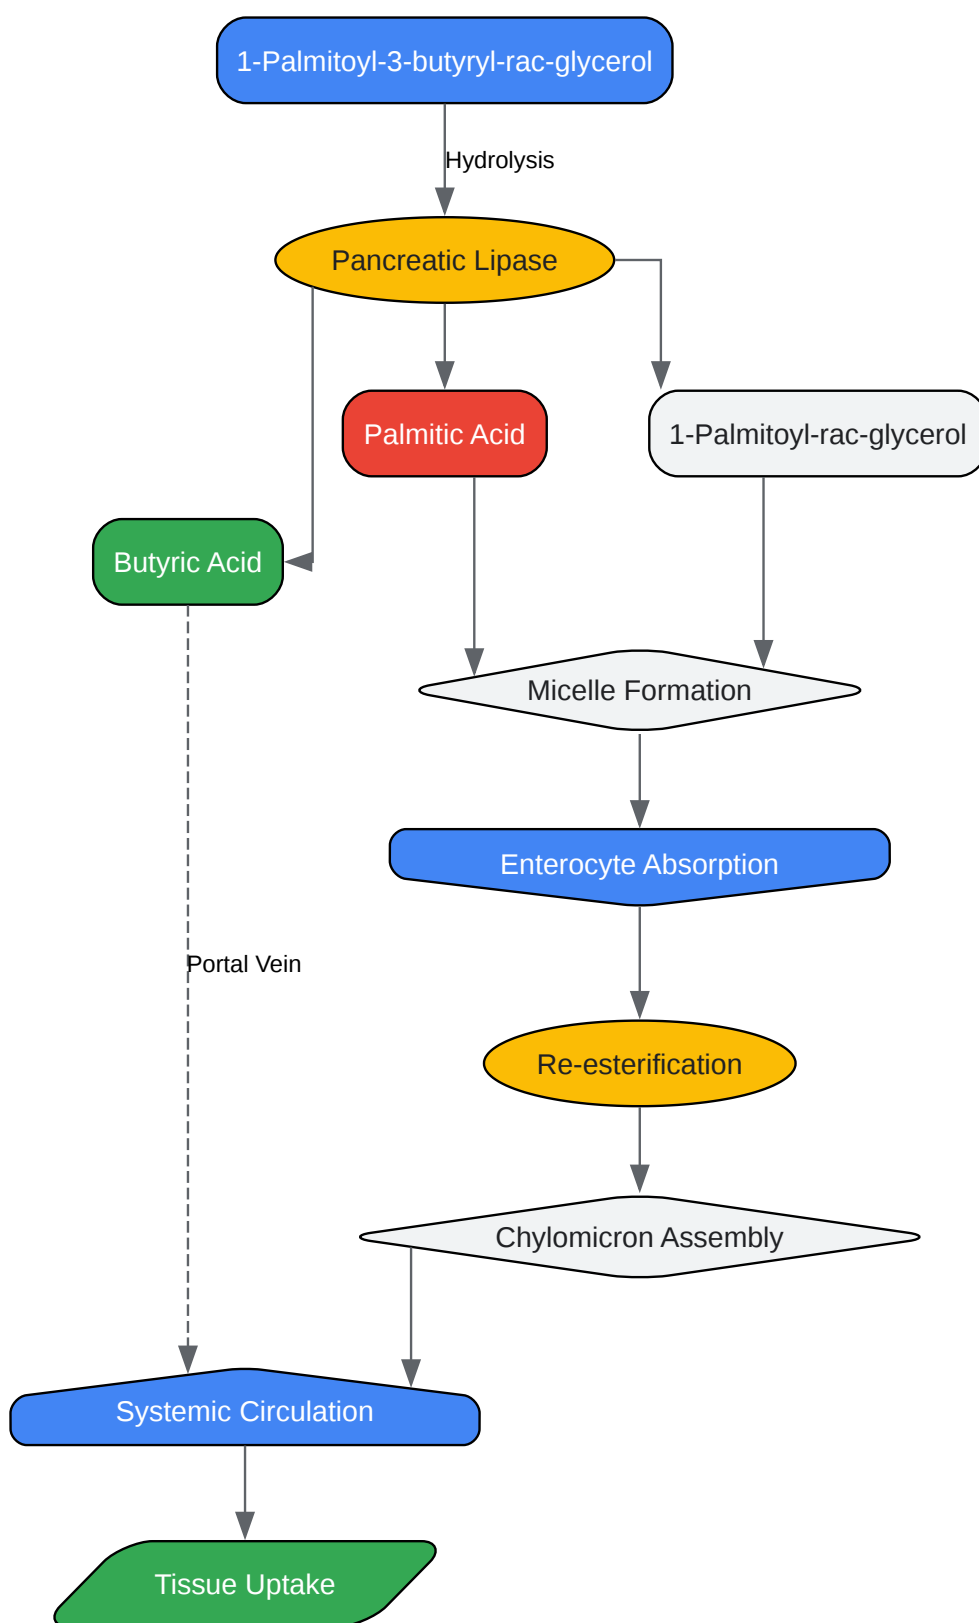 1-Palmitoyl-3-butyryl-rac-glycerol
Hydrolysis
Pancreatic Lipase
Palmitic Acid
1-Palmitoyl-rac-glycerol
Butyric Acid
Micelle Formation
Enterocyte Absorption
Portal Vein
Re-esterification
Chylomicron Assembly
Systemic Circulation
Tissue Uptake